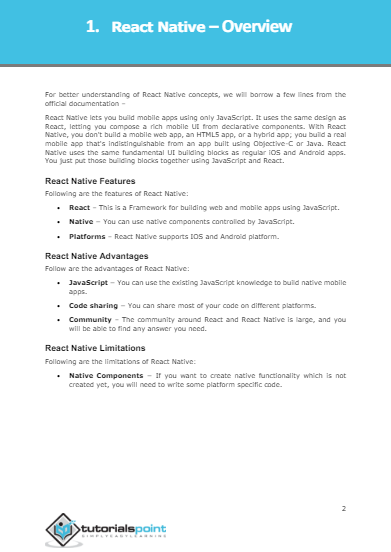 1. React Native – Overview
For better understanding of React Native concepts, we will borrow a few lines from the
official documentation –
React Native lets you build mobile apps using only JavaScript. It uses the same design as
React, letting you compose a rich mobile UI from declarative components. With React
Native, you don't build a mobile web app, an HTML5 app, or a hybrid app; you build a real
mobile app that's indistinguishable from an app built using Objective-C or Java. React
Native uses the same fundamental UI building blocks as regular iOS and Android apps.
You just put those building blocks together using JavaScript and React.
React Native Features
Following are the features of React Native:
• React – This is a Framework for building web and mobile apps using JavaScript.
• Native – You can use native components controlled by JavaScript.
• Platforms – React Native supports IOS and Android platform.
React Native Advantages
Follow are the advantages of React Native:
• JavaScript – You can use the existing JavaScript knowledge to build native mobile
apps.
• Code sharing – You can share most of your code on different platforms.
• Community – The community around React and React Native is large, and you
will be able to find any answer you need.
React Native Limitations
Following are the limitations of React Native:
• Native Components – If you want to create native functionality which is not
created yet, you will need to write some platform specific code.
2
tutorialspoint
SIMPLYEASYLEARNING